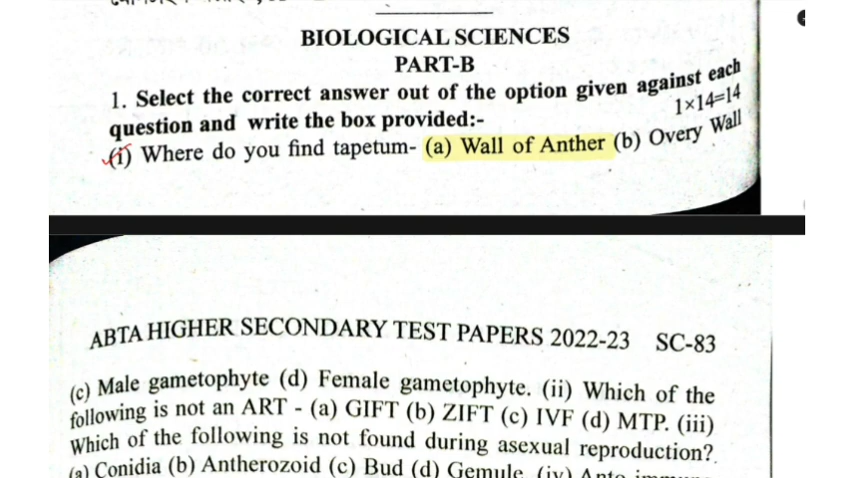 BIOLOGICAL SCIENCES
PART-B
1. Select the correct answer out of the option given against each
question and write the box provided:- 1×14=14
(i) Where do you find tapetum- (a) Wall of Anther (b) Overy Wall
ABTA HIGHER SECONDARY TEST PAPERS 2022-23 SC-83
(c) Male gametophyte (d) Female gametophyte. (ii) Which of the
following is not an ART - (a) GIFT (b) ZIFT (c) IVF (d) MTP. (iii)
Which of the following is not found during asexual reproduction?
(a) Conidia (b) Antherozoid (c) Bud (d) Gemule. (iv)